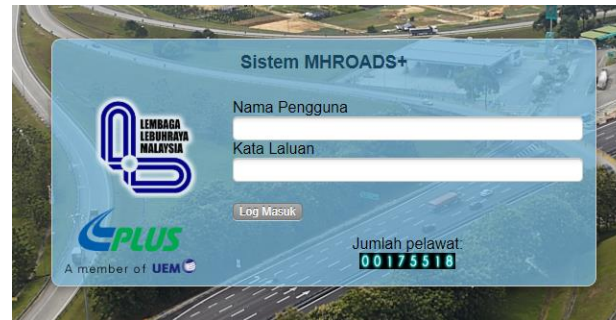 Sistem MHROADS+
LEMBAGA
LEBUHRAYA
MALAYSIA
Nama Pengguna
Kata Laluan
Log Masuk
PLUS
A member of UEM
Jumlah pelawat:
00175518